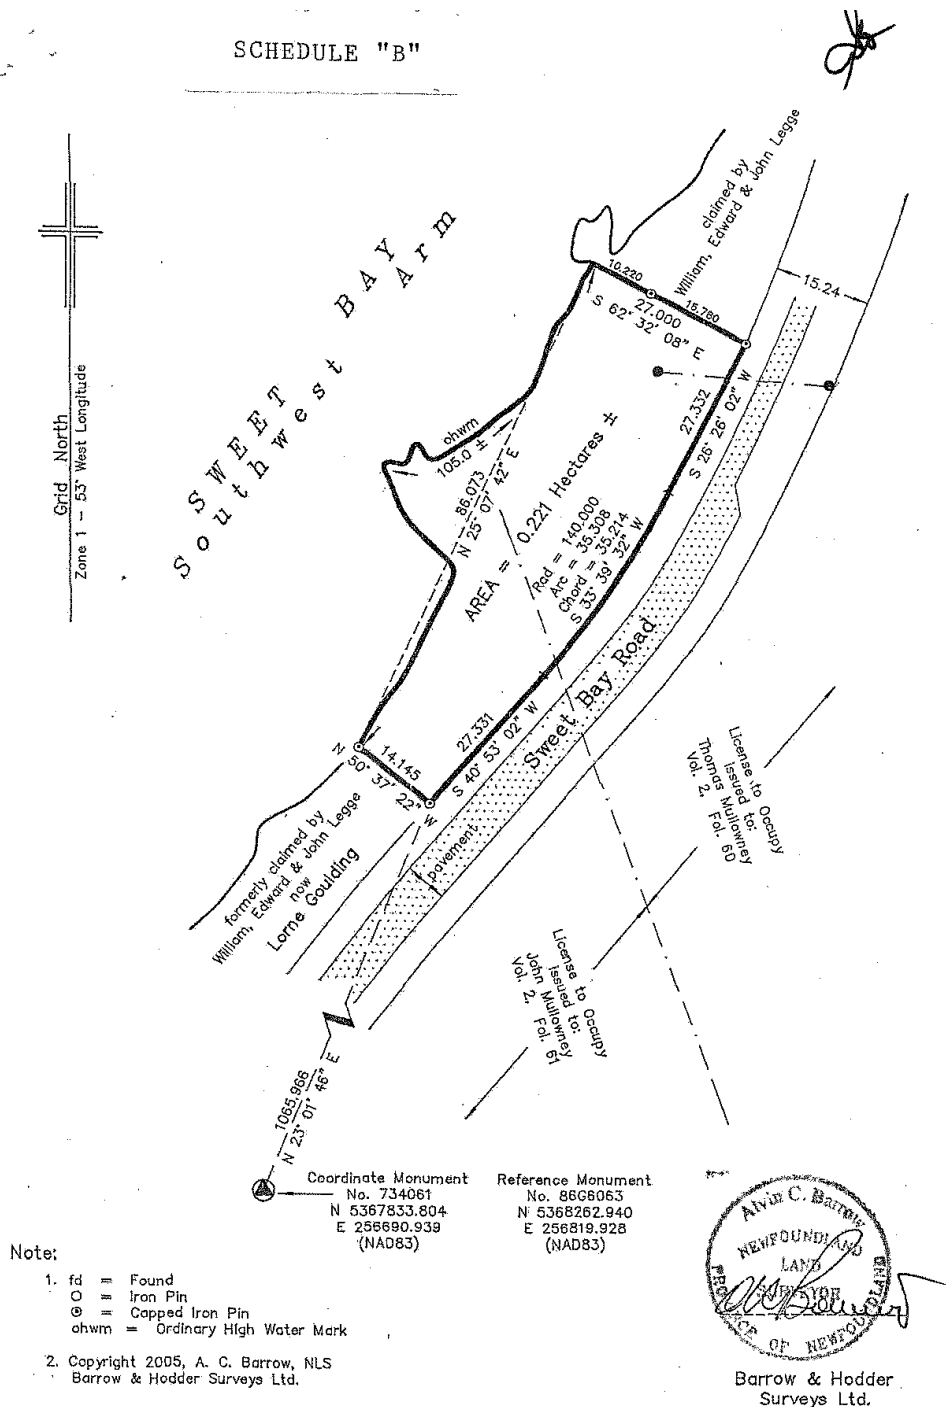 SCHEDULE "B"
claimed by
William, Edward & John Legge
SWEET BAY
Southwest Arm
Grid North
Zone 1 - 53° West Longitude
15.24
10.220
15.780
27.000
S 62° 32' 08" E
27.332
S 26° 26' 02" W
ohwm
105.0 ±
86.073
N 25° 07' 42" E
AREA = 0.221 Hectares ±
Rad = 140.000
Arc = 35.308
Chord = 35.214
S 33° 39' 32" W
Sweet Bay Road
27.331
S 40° 53' 02" W
14.145
N 50° 37' 22" W
pavement
formerly claimed by
William, Edward & John Legge
now
Lorne Goulding
License to Occupy
issued to:
Thomas Mullowney
Vol. 2, Fol. 60
License to Occupy
issued to:
John Mullowney
Vol. 2, Fol. 61
1065.966
N 23° 01' 46" E
Coordinate Monument
No. 734061
N 5367833.804
E 256690.939
(NAD83)
Reference Monument
No. 86G6063
N 5368262.940
E 256819.928
(NAD83)
Note:
1. fd = Found
O = Iron Pin
⊙ = Capped Iron Pin
ohwm = Ordinary High Water Mark
2. Copyright 2005, A. C. Barrow, NLS
Barrow & Hodder Surveys Ltd.
Alvin C. Barrow
NEWFOUNDLAND
LAND
SURVEYOR
PROVINCE OF NEWFOUNDLAND
Barrow & Hodder
Surveys Ltd.